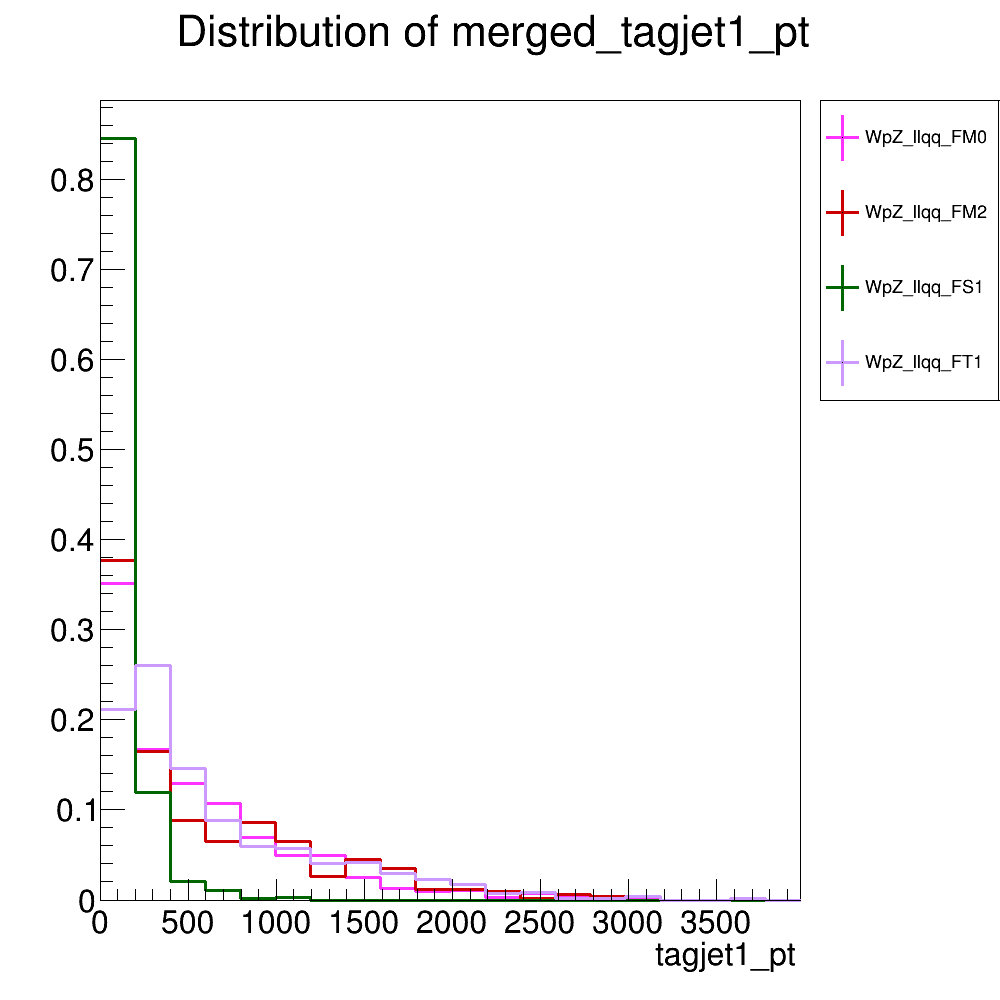 Distribution of merged_tagjet1_pt
WpZ_llqq_FM0
WpZ_llqq_FM2
WpZ_llqq_FS1
WpZ_llqq_FT1
0.8
0.7
0.6
0.5
0.4
0.3
0.2
0.1
0
0 500 1000 1500 2000 2500 3000 3500
tagjet1_pt